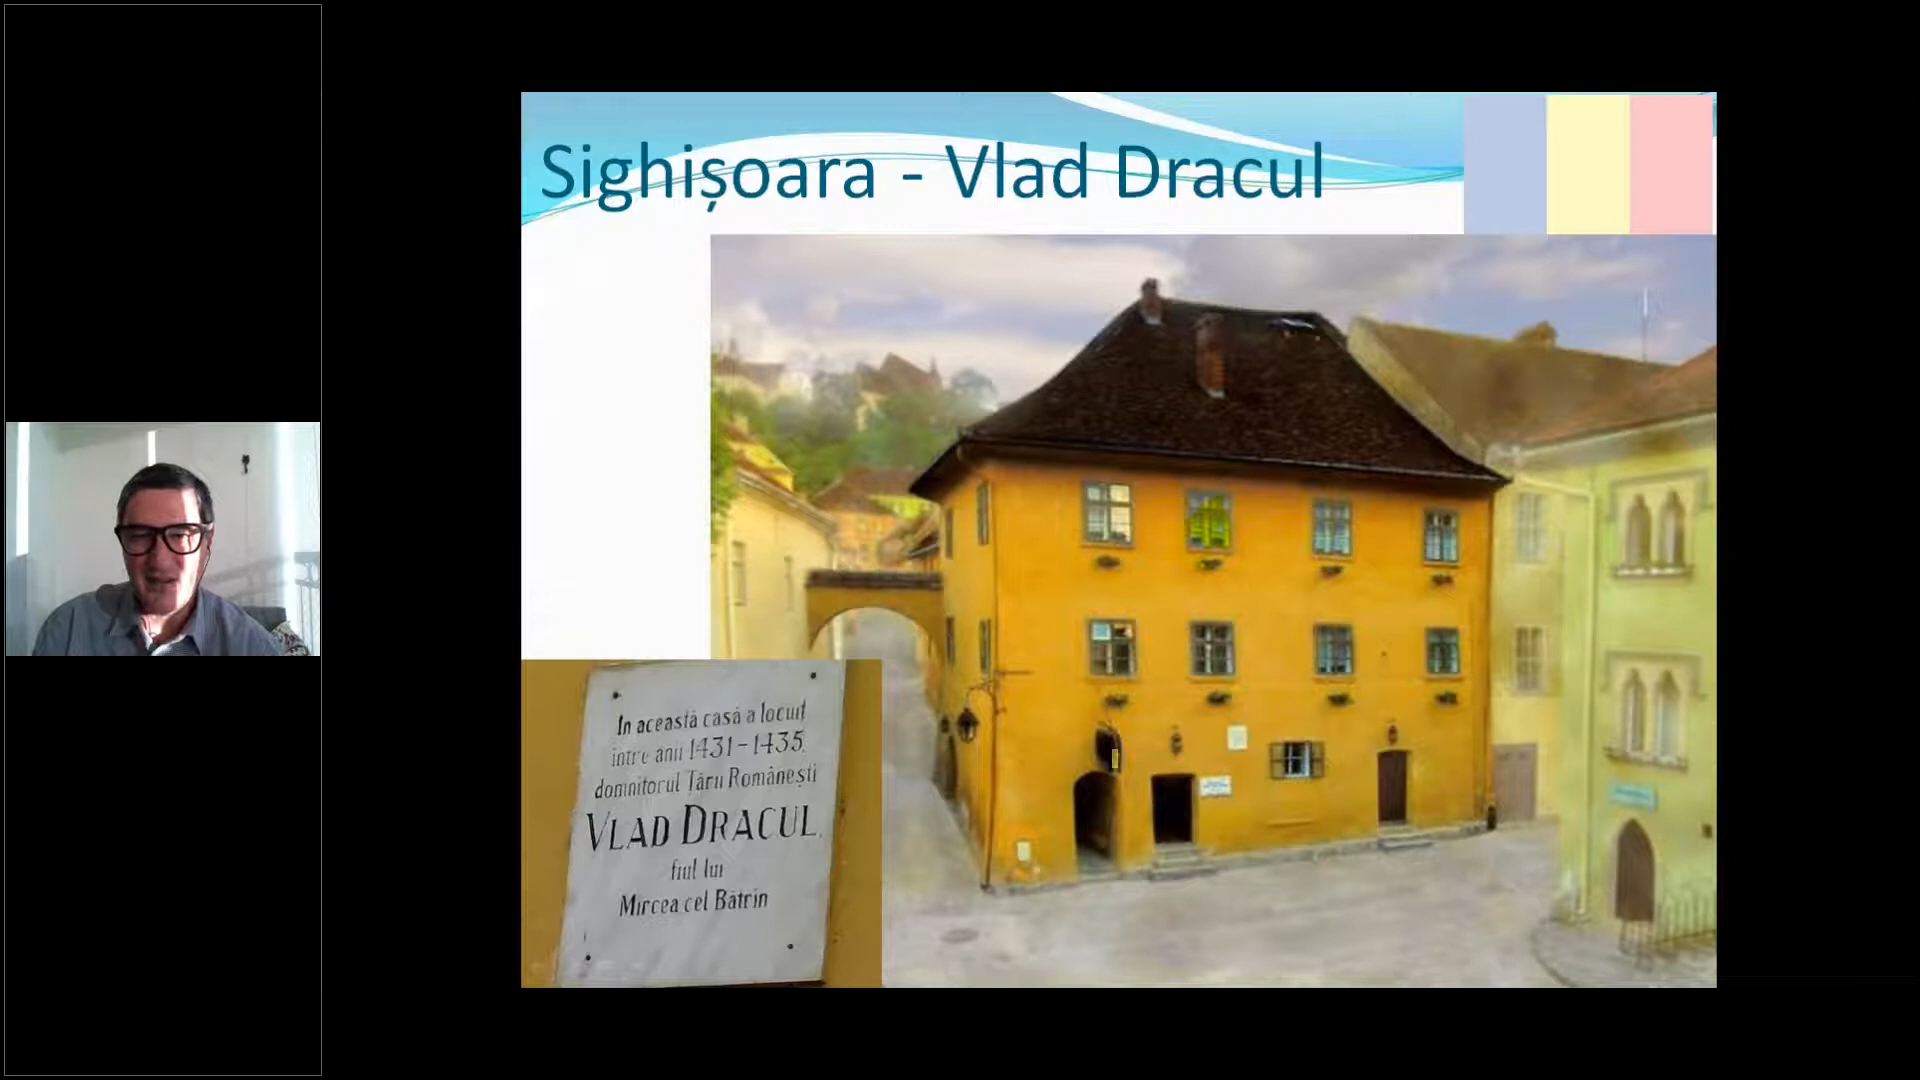 Sighișoara - Vlad Dracul
In această casă a locuit
între anii 1431-1435
domnitorul Țării Românești
VLAD DRACUL
fiul lui
Mircea cel Bătrîn